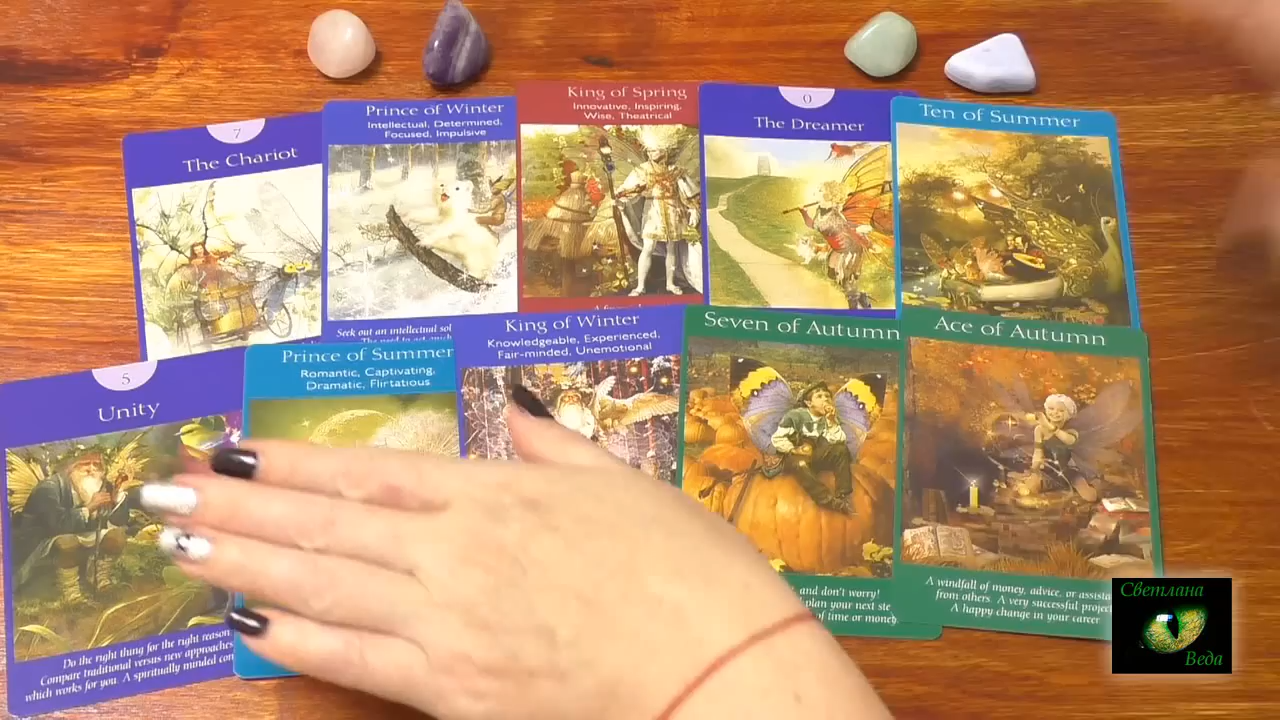 7
The Chariot
Prince of Winter
Intellectual, Determined,
Focused, Impulsive
Seek out an intellectual
The need to act
King of Spring
Innovative, Inspiring,
Wise, Theatrical
0
The Dreamer
Ten of Summer
5
Unity
Do the right thing for the right reason
Compare traditional versus new approaches
which works for you. A spiritually minded
Prince of Summer
Romantic, Captivating,
Dramatic, Flirtatious
King of Winter
Knowledgeable, Experienced,
Fair-minded, Unemotional
Seven of Autumn
and don't worry!
plan your next
of time or money.
Ace of Autumn
A windfall of money, advice, or
from others. A very successful
A happy change in your career
Светлана
Веда